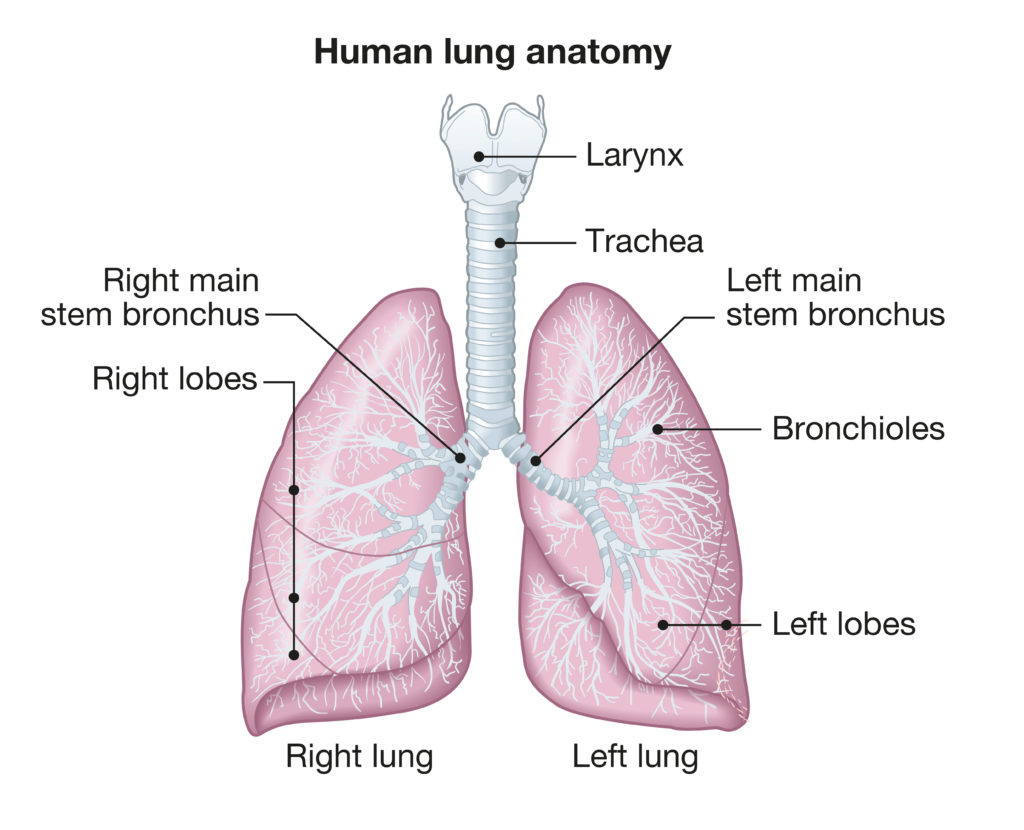 Human lung anatomy
Larynx
Trachea
Right main
stem bronchus
Left main
stem bronchus
Right lobes
Bronchioles
Left lobes
Right lung
Left lung